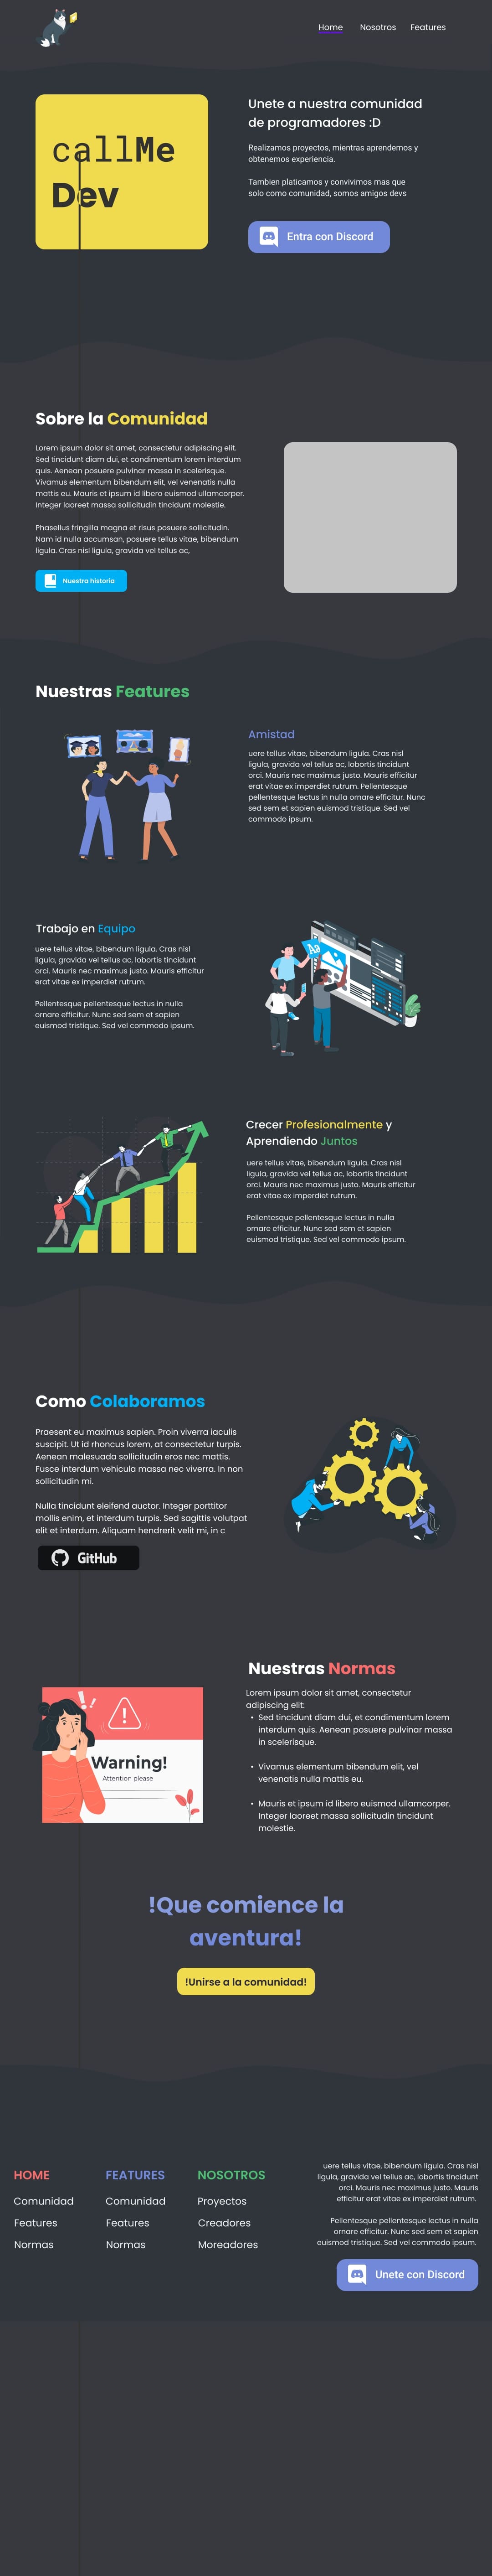 Home Nosotros Features
callMe
Dev
Unete a nuestra comunidad
de programadores :D
Realizamos proyectos, mientras aprendemos y
obtenemos experiencia.
Tambien platicamos y convivimos mas que
solo como comunidad, somos amigos devs
Entra con Discord
Sobre la Comunidad
Lorem ipsum dolor sit amet, consectetur adipiscing elit.
Sed tincidunt diam dui, et condimentum lorem interdum
quis. Aenean posuere pulvinar massa in scelerisque.
Vivamus elementum bibendum elit, vel venenatis nulla
mattis eu. Mauris et ipsum id libero euismod ullamcorper.
Integer laoreet massa sollicitudin tincidunt molestie.
Phasellus fringilla magna et risus posuere sollicitudin.
Nam id nulla accumsan, posuere tellus vitae, bibendum
ligula. Cras nisl ligula, gravida vel tellus ac,
Nuestra historia
Nuestras Features
Amistad
uere tellus vitae, bibendum ligula. Cras nisl
ligula, gravida vel tellus ac, lobortis tincidunt
orci. Mauris nec maximus justo. Mauris efficitur
erat vitae ex imperdiet rutrum. Pellentesque
pellentesque lectus in nulla ornare efficitur. Nunc
sed sem et sapien euismod tristique. Sed vel
commodo ipsum.
Trabajo en Equipo
uere tellus vitae, bibendum ligula. Cras nisl
ligula, gravida vel tellus ac, lobortis tincidunt
orci. Mauris nec maximus justo. Mauris efficitur
erat vitae ex imperdiet rutrum.
Pellentesque pellentesque lectus in nulla
ornare efficitur. Nunc sed sem et sapien
euismod tristique. Sed vel commodo ipsum.
Aa
Crecer Profesionalmente y
Aprendiendo Juntos
uere tellus vitae, bibendum ligula. Cras nisl
ligula, gravida vel tellus ac, lobortis tincidunt
orci. Mauris nec maximus justo. Mauris efficitur
erat vitae ex imperdiet rutrum.
Pellentesque pellentesque lectus in nulla
ornare efficitur. Nunc sed sem et sapien
euismod tristique. Sed vel commodo ipsum.
Como Colaboramos
Praesent eu maximus sapien. Proin viverra iaculis
suscipit. Ut id rhoncus lorem, at consectetur turpis.
Aenean malesuada sollicitudin eros nec mattis.
Fusce interdum vehicula massa nec viverra. In non
sollicitudin mi.
Nulla tincidunt eleifend auctor. Integer porttitor
mollis enim, et interdum turpis. Sed sagittis volutpat
elit et interdum. Aliquam hendrerit velit mi, in c
GitHub
Nuestras Normas
Lorem ipsum dolor sit amet, consectetur
adipiscing elit:
• Sed tincidunt diam dui, et condimentum lorem
interdum quis. Aenean posuere pulvinar massa
in scelerisque.
• Vivamus elementum bibendum elit, vel
venenatis nulla mattis eu.
• Mauris et ipsum id libero euismod ullamcorper.
Integer laoreet massa sollicitudin tincidunt
molestie.
!
Warning!
Attention please
!Que comience la
aventura!
!Unirse a la comunidad!
HOME
Comunidad
Features
Normas
FEATURES
Comunidad
Features
Normas
NOSOTROS
Proyectos
Creadores
Moreadores
uere tellus vitae, bibendum ligula. Cras nisl
ligula, gravida vel tellus ac, lobortis tincidunt
orci. Mauris nec maximus justo. Mauris
efficitur erat vitae ex imperdiet rutrum.
Pellentesque pellentesque lectus in nulla
ornare efficitur. Nunc sed sem et sapien
euismod tristique. Sed vel commodo ipsum.
Unete con Discord